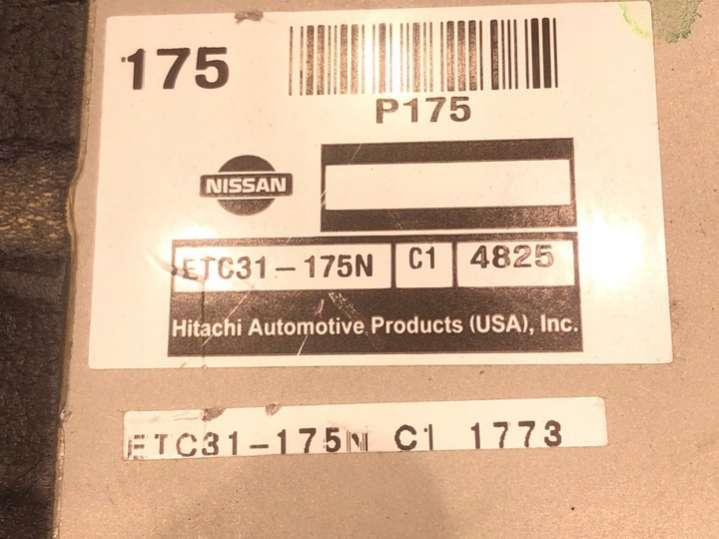 175
P175
NISSAN
ETC31-175N C1 4825
Hitachi Automotive Products (USA), Inc.
ETC31-175N C1 1773